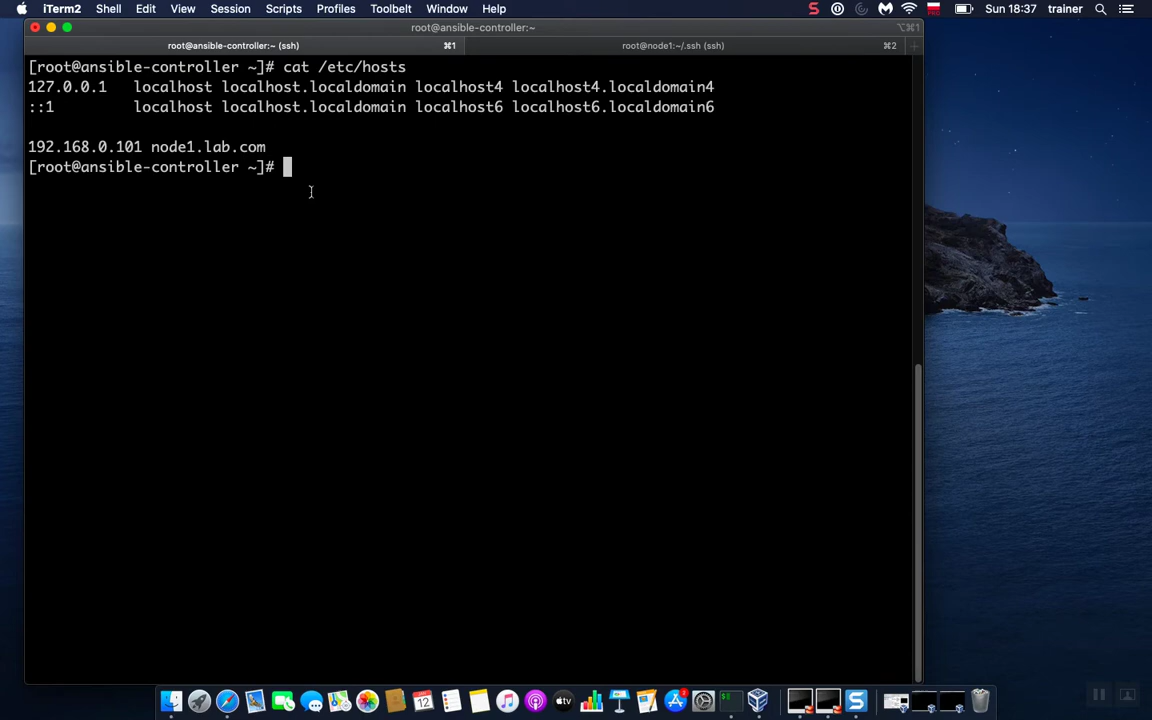 iTerm2 Shell Edit View Session Scripts Profiles Toolbelt Window Help Sun 18:37 trainer
root@ansible-controller:~ ⌥⌘1
root@ansible-controller:~ (ssh) ⌘1 root@node1:~/.ssh (ssh) ⌘2 +
[root@ansible-controller ~]# cat /etc/hosts
127.0.0.1 localhost localhost.localdomain localhost4 localhost4.localdomain4
::1 localhost localhost.localdomain localhost6 localhost6.localdomain6
192.168.0.101 node1.lab.com
[root@ansible-controller ~]#